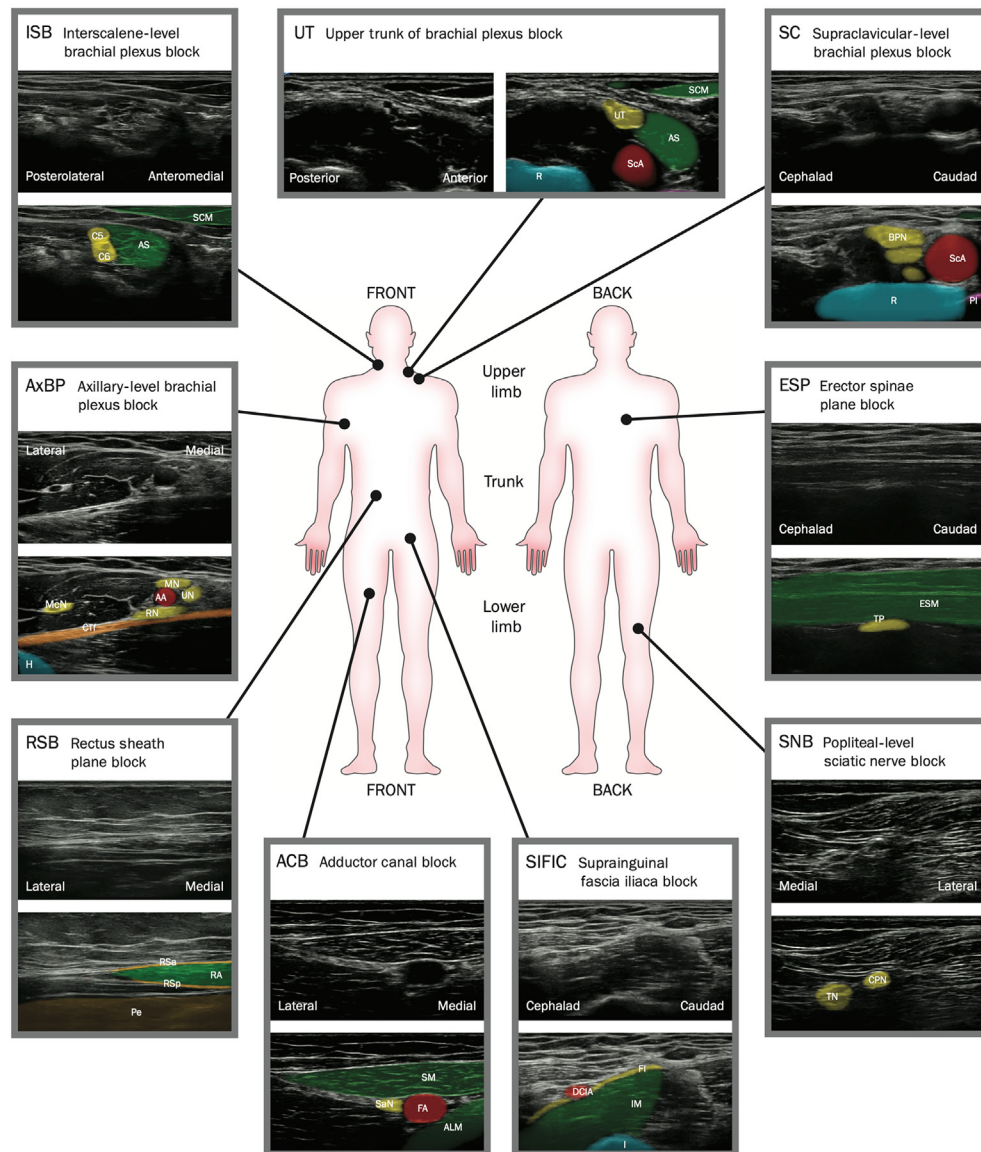 ISB Interscalene-level
brachial plexus block
Posterolateral Anteromedial
SCM
C5
AS
C6
UT Upper trunk of brachial plexus block
Posterior Anterior
SCM
UT
AS
ScA
R
SC Supraclavicular-level
brachial plexus block
Cephalad Caudad
BPN
ScA
R
Pl
FRONT BACK
Upper
limb
Trunk
Lower
limb
FRONT BACK
AxBP Axillary-level brachial
plexus block
Lateral Medial
MN
McN AA UN
RN
CTf
H
ESP Erector spinae
plane block
Cephalad Caudad
ESM
TP
RSB Rectus sheath
plane block
Lateral Medial
RSa
RA
RSp
Pe
SNB Popliteal-level
sciatic nerve block
Medial Lateral
CPN
TN
ACB Adductor canal block
Lateral Medial
SM
SaN FA
ALM
SIFIC Suprainguinal
fascia iliaca block
Cephalad Caudad
FI
DCIA
IM
I